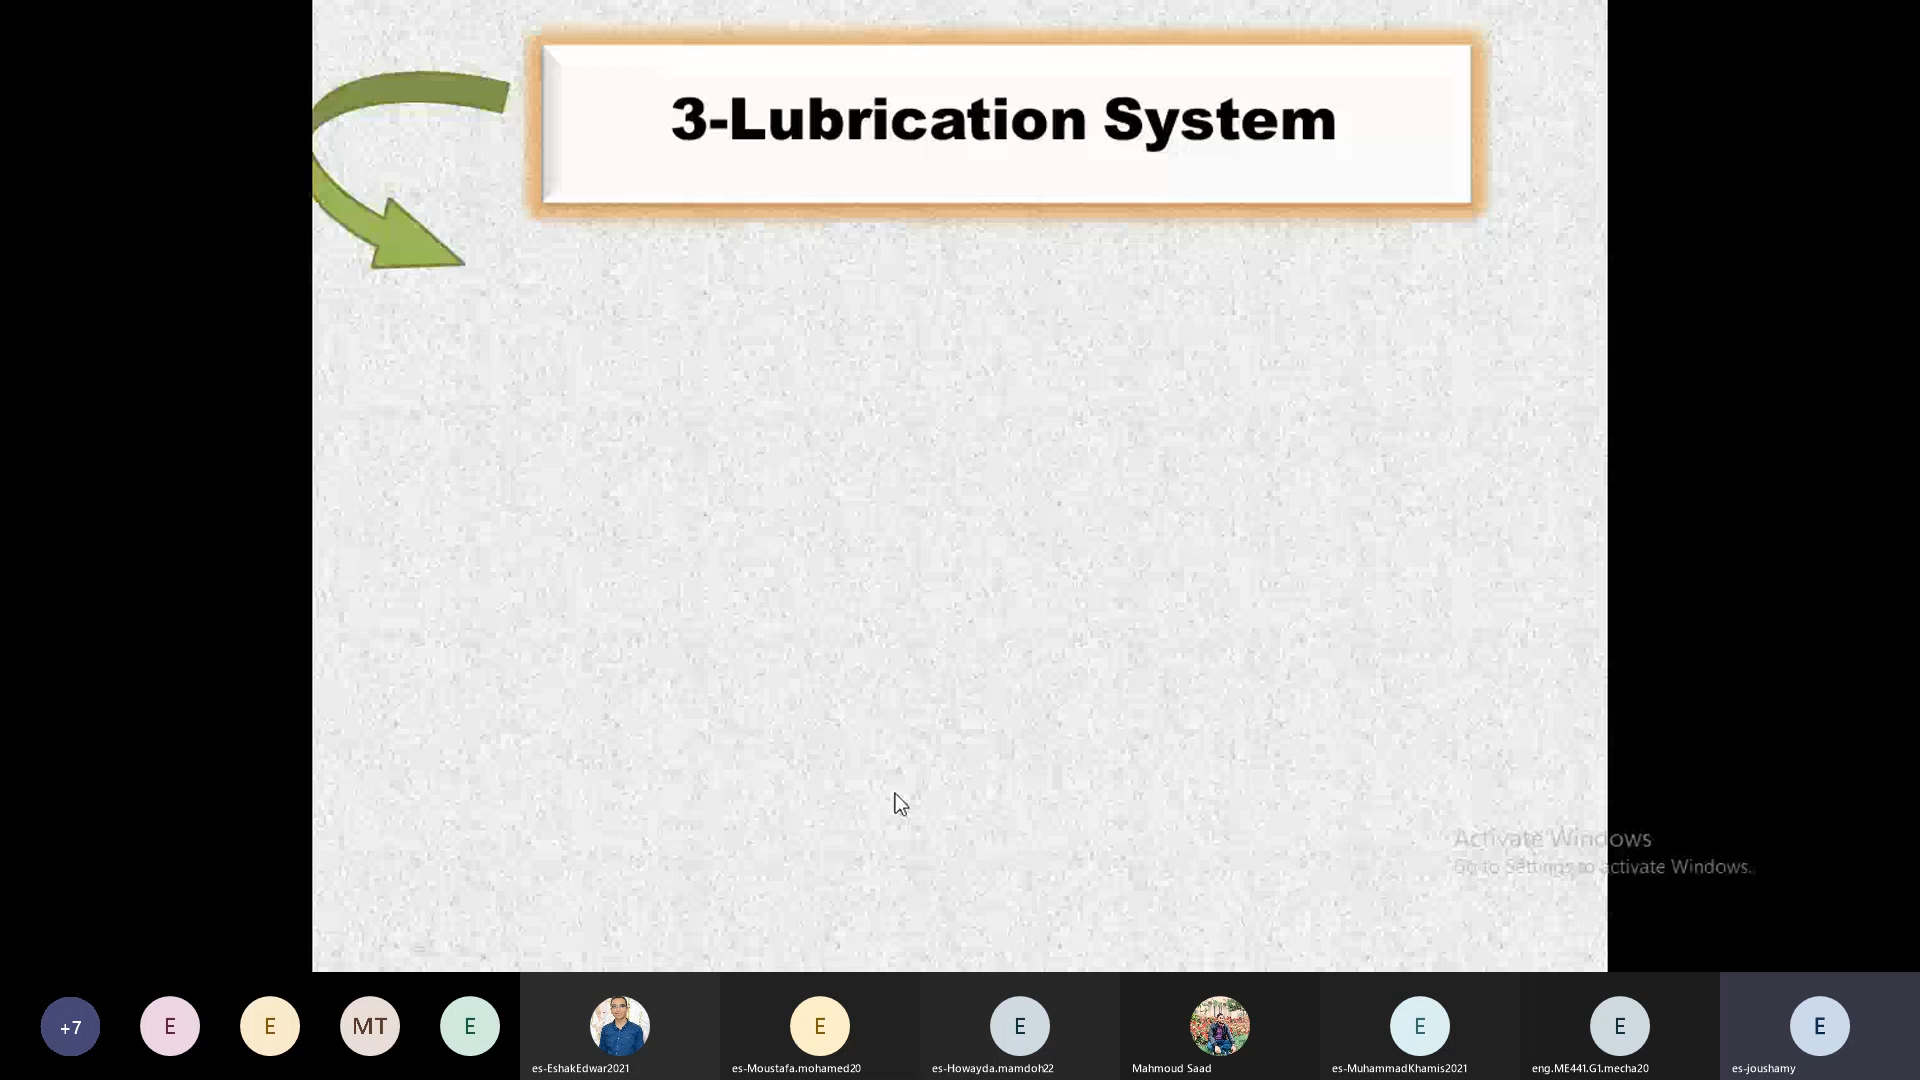 3-Lubrication System
Activate Windows
Go to Settings to activate Windows.
+7
E
E
MT
E
E
E
E
E
E
es-EshakEdwar2021
es-Moustafa.mohamed20
es-Howayda.mamdoh22
Mahmoud Saad
es-MuhammadKhamis2021
eng.ME441.G1.mecha20
es-joushamy